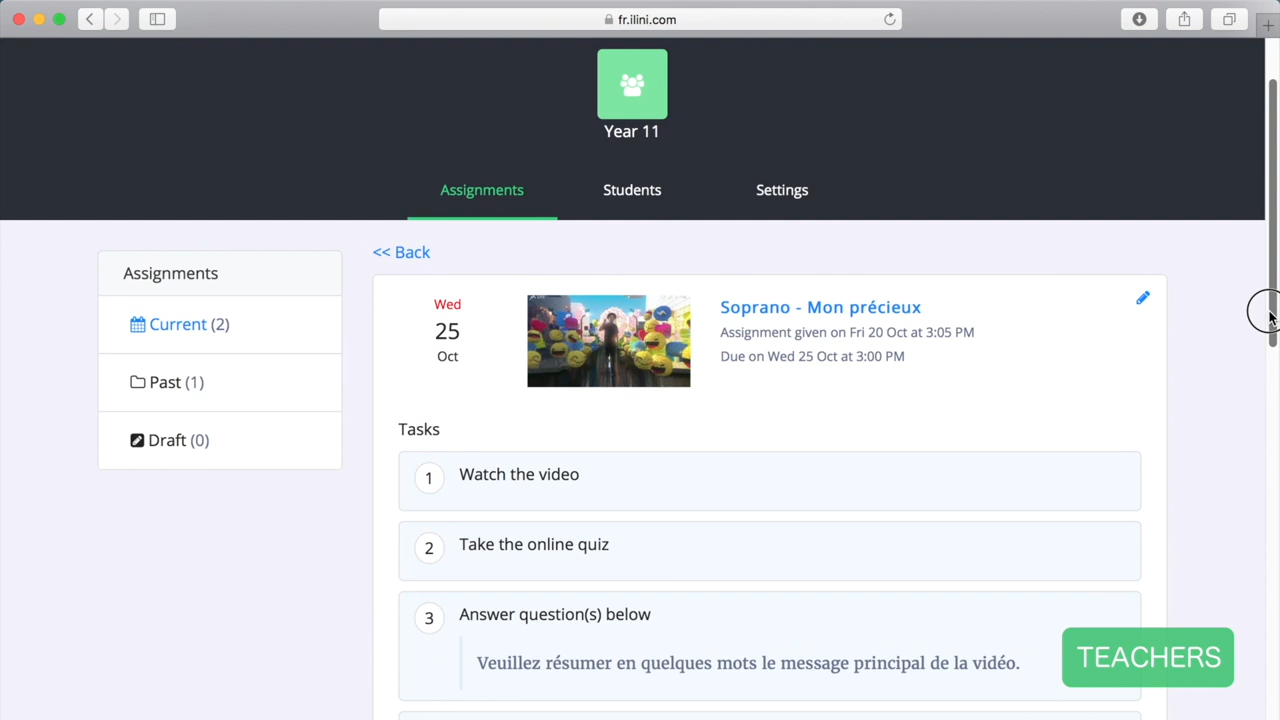 fr.ilini.com
Year 11
Assignments
Students
Settings
Assignments
Current (2)
Past (1)
Draft (0)
<< Back
Wed
25
Oct
Soprano - Mon précieux
Assignment given on Fri 20 Oct at 3:05 PM
Due on Wed 25 Oct at 3:00 PM
Tasks
1 Watch the video
2 Take the online quiz
3 Answer question(s) below
Veuillez résumer en quelques mots le message principal de la vidéo.
TEACHERS